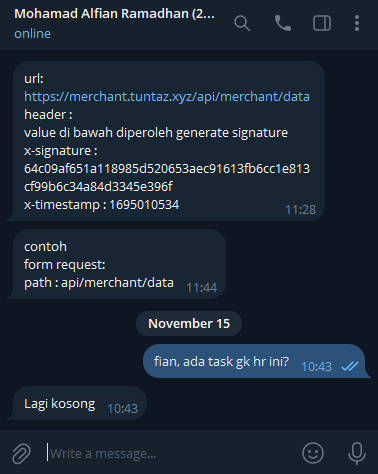 Mohamad Alfian Ramadhan (2...
online
url:
https://merchant.tuntaz.xyz/api/merchant/data
header :
value di bawah diperoleh generate signature
x-signature :
64c09af651a118985d520653aec91613fb6cc1e813
cf99b6c34a84d3345e396f
x-timestamp : 1695010534
11:28
contoh
form request:
path : api/merchant/data
11:44
November 15
fian, ada task gk hr ini?
10:43
Lagi kosong
10:43
Write a message...